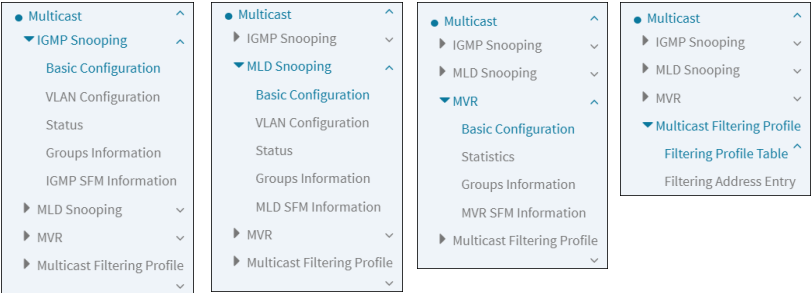 Multicast
IGMP Snooping
Basic Configuration
VLAN Configuration
Status
Groups Information
IGMP SFM Information
MLD Snooping
MVR
Multicast Filtering Profile
Multicast
IGMP Snooping
MLD Snooping
Basic Configuration
VLAN Configuration
Status
Groups Information
MLD SFM Information
MVR
Multicast Filtering Profile
Multicast
IGMP Snooping
MLD Snooping
MVR
Basic Configuration
Statistics
Groups Information
MVR SFM Information
Multicast Filtering Profile
Multicast
IGMP Snooping
MLD Snooping
MVR
Multicast Filtering Profile
Filtering Profile Table
Filtering Address Entry